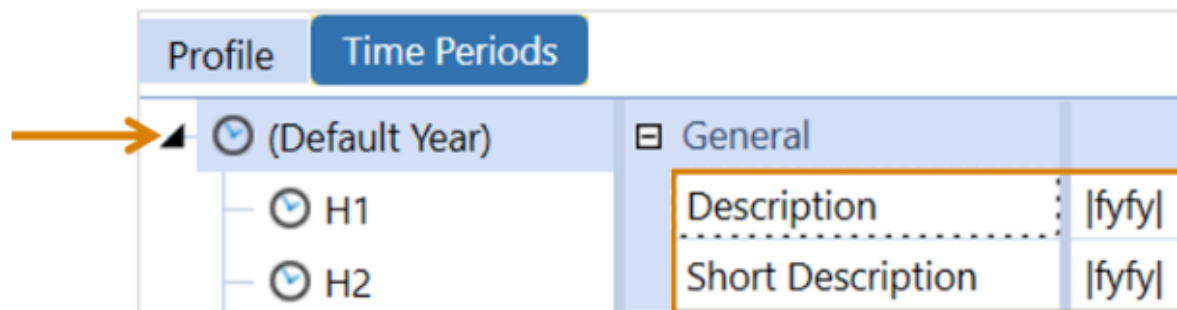 Profile Time Periods
(Default Year) General
H1 Description |fyfy|
H2 Short Description |fyfy|